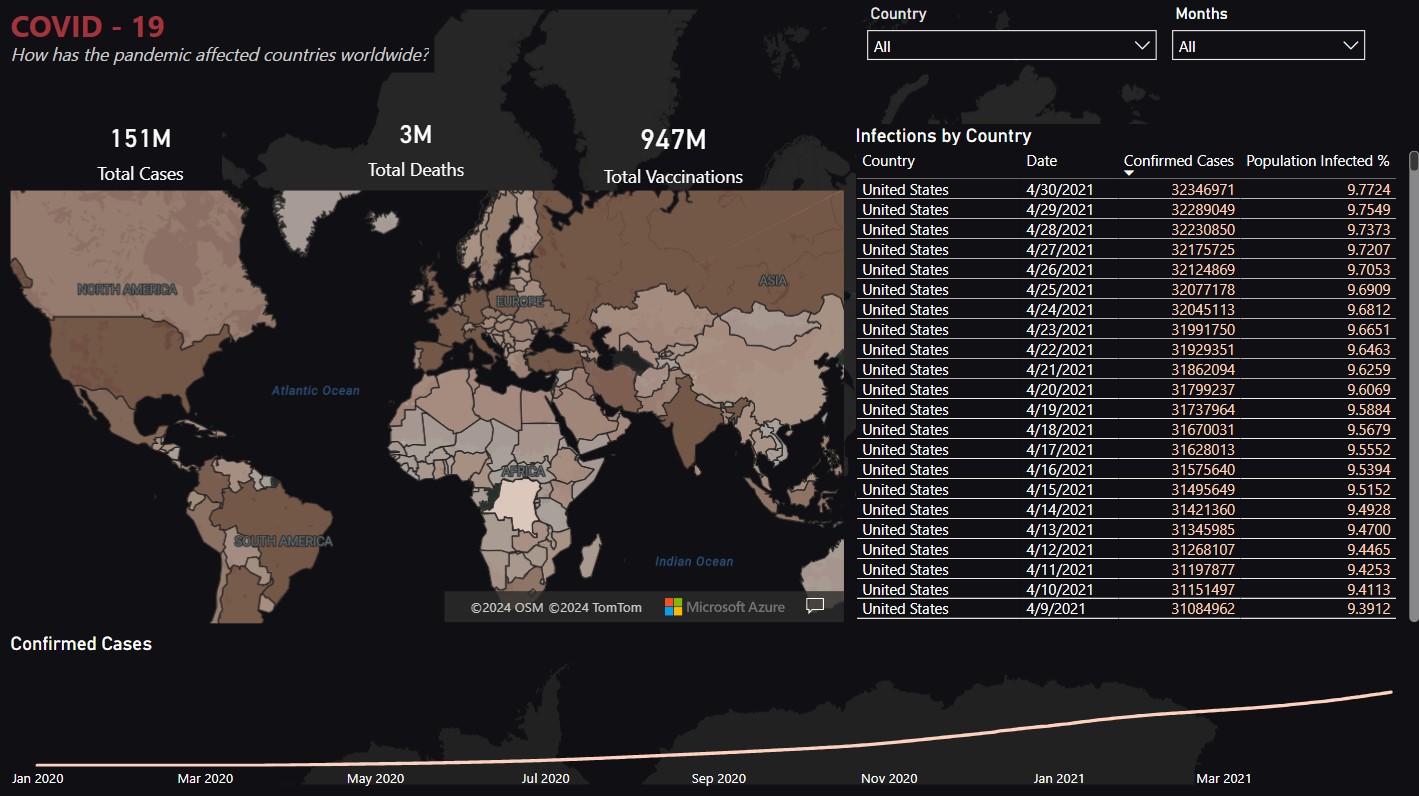 COVID - 19
How has the pandemic affected countries worldwide?
Country
Months
All
All
151M
Total Cases
3M
Total Deaths
947M
Total Vaccinations
NORTH AMERICA
EUROPE
ASIA
Atlantic Ocean
AFRICA
SOUTH AMERICA
Indian Ocean
©2024 OSM ©2024 TomTom
Microsoft Azure
Infections by Country
Country Date Confirmed Cases Population Infected %
United States 4/30/2021 32346971 9.7724
United States 4/29/2021 32289049 9.7549
United States 4/28/2021 32230850 9.7373
United States 4/27/2021 32175725 9.7207
United States 4/26/2021 32124869 9.7053
United States 4/25/2021 32077178 9.6909
United States 4/24/2021 32045113 9.6812
United States 4/23/2021 31991750 9.6651
United States 4/22/2021 31929351 9.6463
United States 4/21/2021 31862094 9.6259
United States 4/20/2021 31799237 9.6069
United States 4/19/2021 31737964 9.5884
United States 4/18/2021 31670031 9.5679
United States 4/17/2021 31628013 9.5552
United States 4/16/2021 31575640 9.5394
United States 4/15/2021 31495649 9.5152
United States 4/14/2021 31421360 9.4928
United States 4/13/2021 31345985 9.4700
United States 4/12/2021 31268107 9.4465
United States 4/11/2021 31197877 9.4253
United States 4/10/2021 31151497 9.4113
United States 4/9/2021 31084962 9.3912
Confirmed Cases
Jan 2020 Mar 2020 May 2020 Jul 2020 Sep 2020 Nov 2020 Jan 2021 Mar 2021